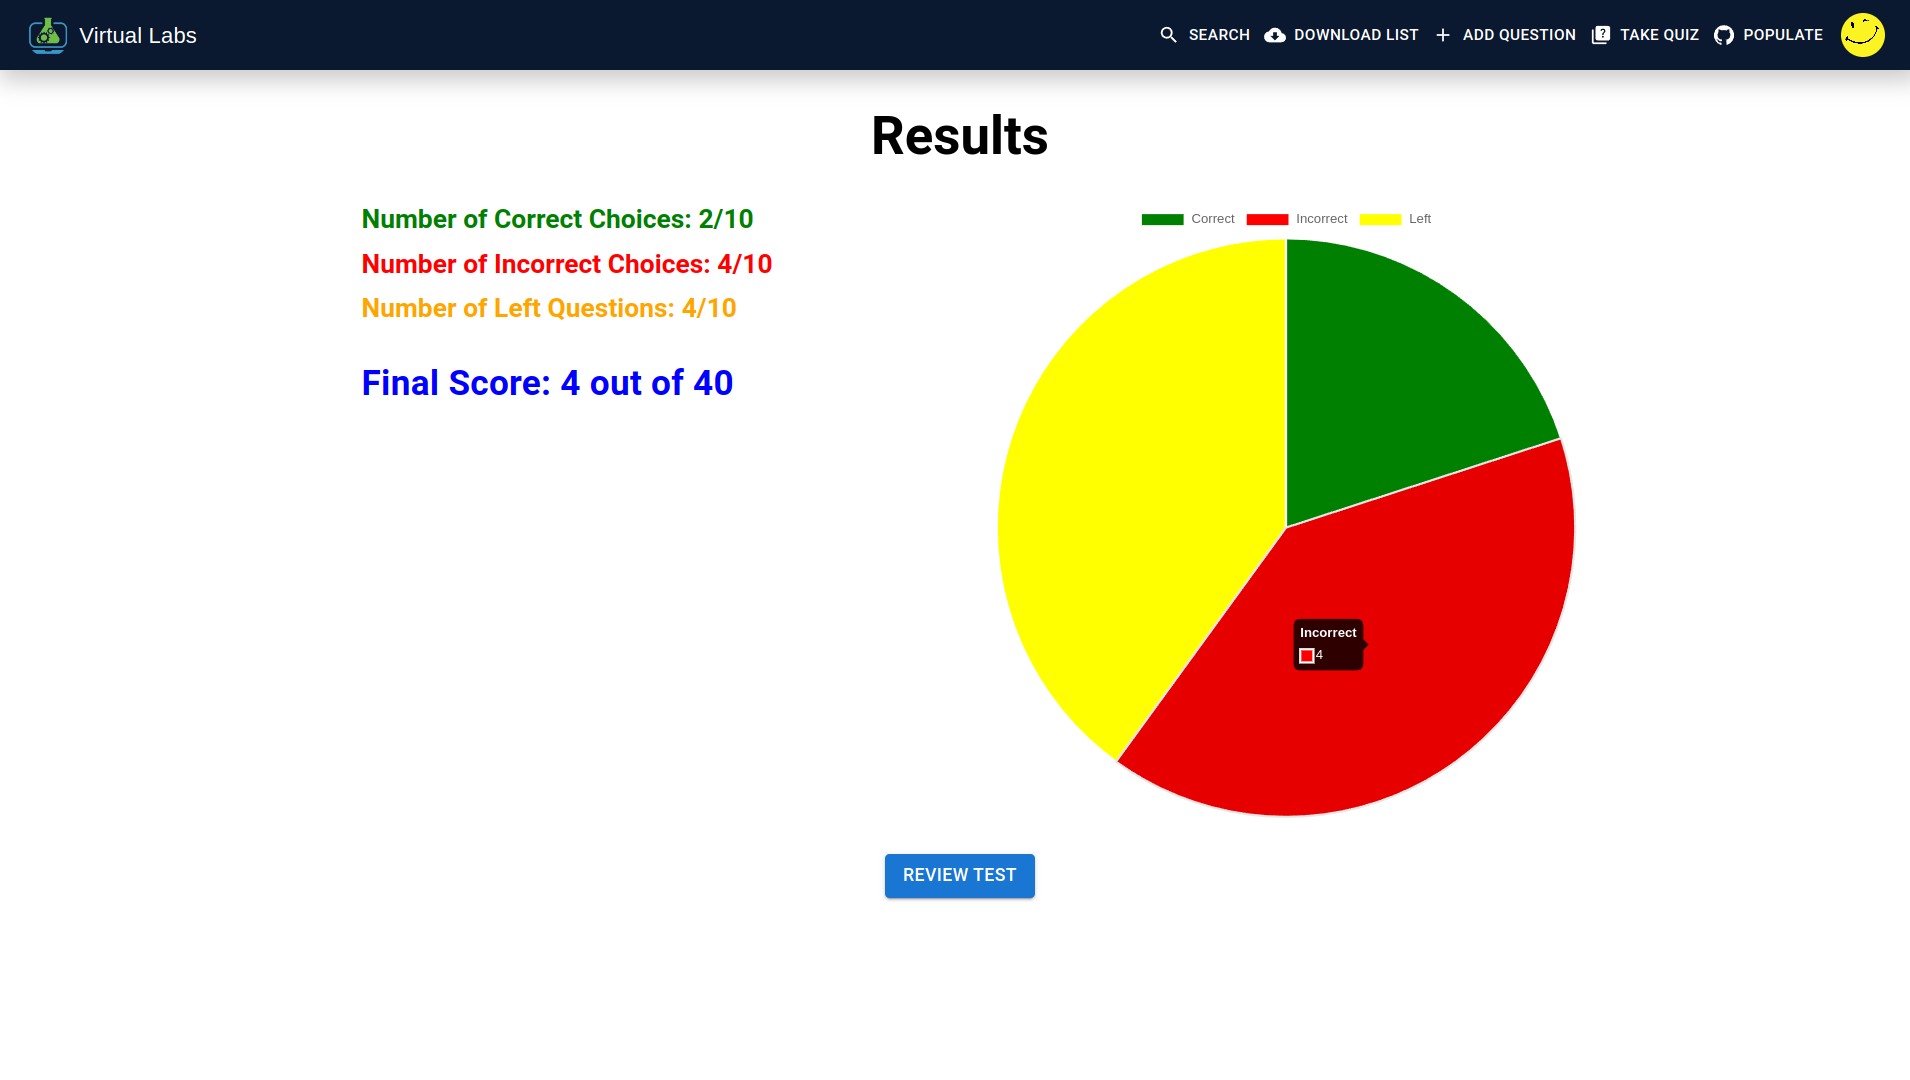 Virtual Labs
SEARCH
DOWNLOAD LIST
ADD QUESTION
TAKE QUIZ
POPULATE
Results
Number of Correct Choices: 2/10
Number of Incorrect Choices: 4/10
Number of Left Questions: 4/10
Final Score: 4 out of 40
Correct
Incorrect
Left
Incorrect
4
REVIEW TEST